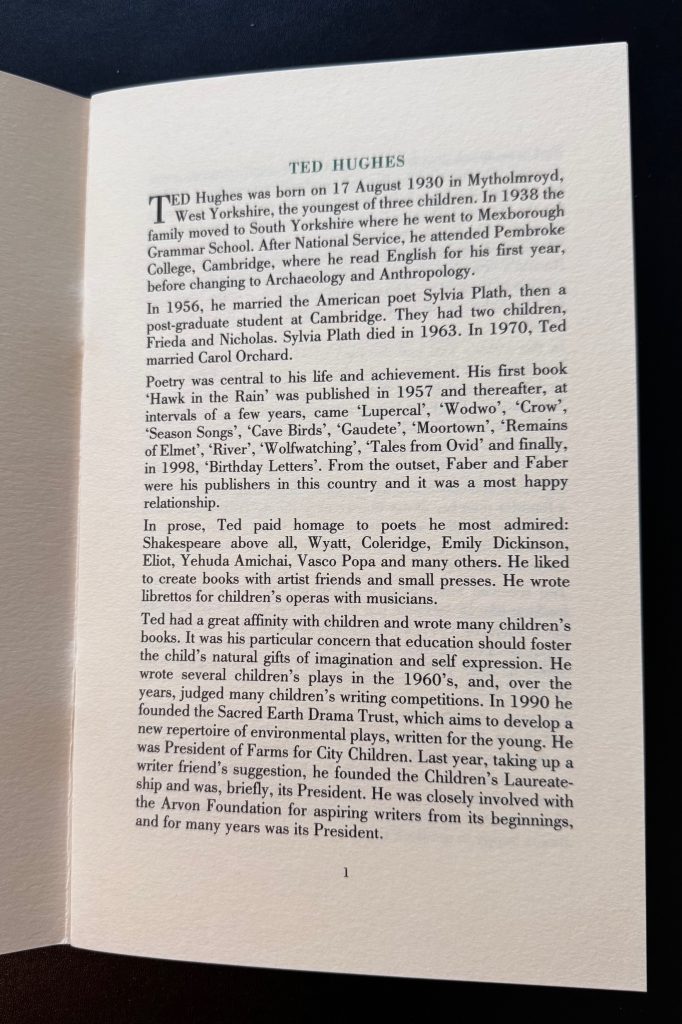 TED HUGHES
TED Hughes was born on 17 August 1930 in Mytholmroyd,
West Yorkshire, the youngest of three children. In 1938 the
family moved to South Yorkshire where he went to Mexborough
Grammar School. After National Service, he attended Pembroke
College, Cambridge, where he read English for his first year,
before changing to Archaeology and Anthropology.
In 1956, he married the American poet Sylvia Plath, then a
post-graduate student at Cambridge. They had two children,
Frieda and Nicholas. Sylvia Plath died in 1963. In 1970, Ted
married Carol Orchard.
Poetry was central to his life and achievement. His first book
‘Hawk in the Rain’ was published in 1957 and thereafter, at
intervals of a few years, came ‘Lupercal’, ‘Wodwo’, ‘Crow’,
‘Season Songs’, ‘Cave Birds’, ‘Gaudete’, ‘Moortown’, ‘Remains
of Elmet’, ‘River’, ‘Wolfwatching’, ‘Tales from Ovid’ and finally,
in 1998, ‘Birthday Letters’. From the outset, Faber and Faber
were his publishers in this country and it was a most happy
relationship.
In prose, Ted paid homage to poets he most admired:
Shakespeare above all, Wyatt, Coleridge, Emily Dickinson,
Eliot, Yehuda Amichai, Vasco Popa and many others. He liked
to create books with artist friends and small presses. He wrote
librettos for children’s operas with musicians.
Ted had a great affinity with children and wrote many children’s
books. It was his particular concern that education should foster
the child’s natural gifts of imagination and self expression. He
wrote several children’s plays in the 1960’s, and, over the
years, judged many children’s writing competitions. In 1990 he
founded the Sacred Earth Drama Trust, which aims to develop a
new repertoire of environmental plays, written for the young. He
was President of Farms for City Children. Last year, taking up a
writer friend’s suggestion, he founded the Children’s Laureate-
ship and was, briefly, its President. He was closely involved with
the Arvon Foundation for aspiring writers from its beginnings,
and for many years was its President.
1